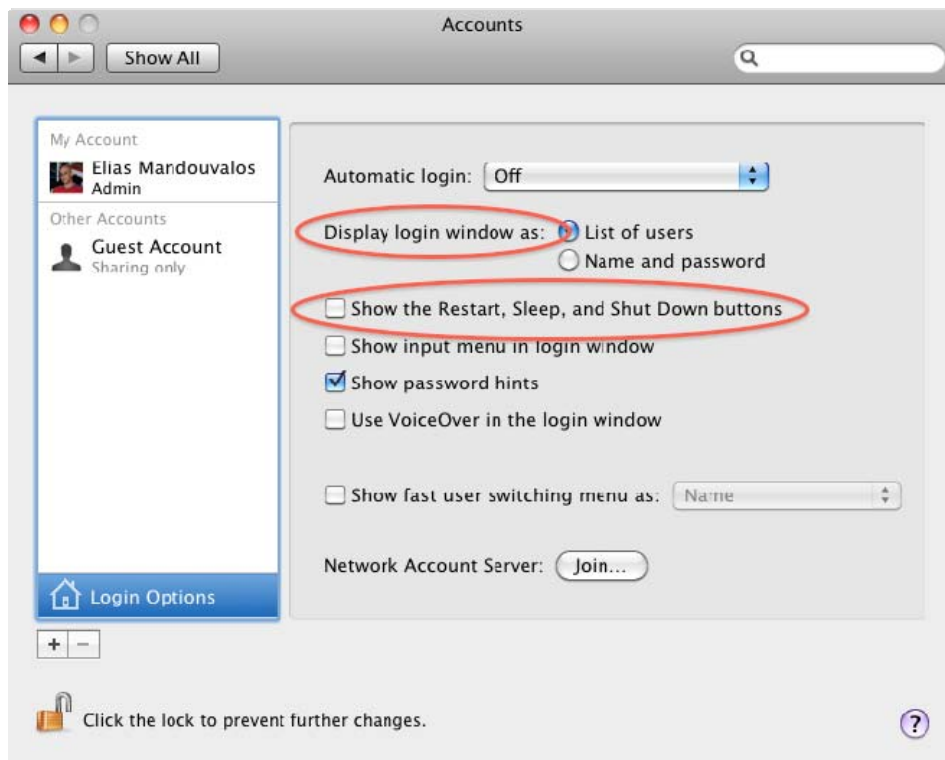 Accounts
Show All
My Account
Elias Mandouvalos
Admin
Other Accounts
Guest Account
Sharing only
Login Options
Automatic login: Off
Display login window as: List of users
Name and password
Show the Restart, Sleep, and Shut Down buttons
Show input menu in login window
Show password hints
Use VoiceOver in the login window
Show fast user switching menu as: Name
Network Account Server: Join...
+ −
Click the lock to prevent further changes.
?